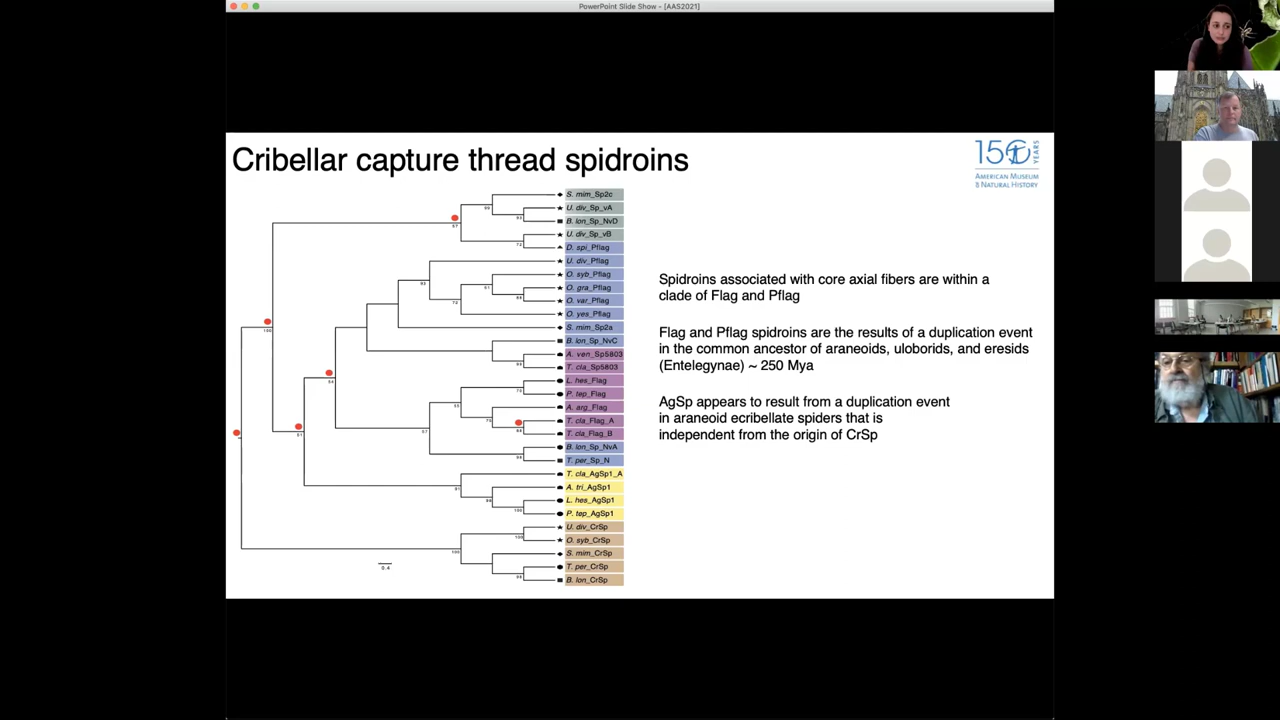 PowerPoint Slide Show - [AAS2021]
Cribellar capture thread spidroins
150 YEARS
AMERICAN MUSEUM
& NATURAL HISTORY
S. mim_Sp2c
U. div_Sp_vA
B. lon_Sp_NvD
U. div_Sp_vB
D. spi_Pflag
U. div_Pflag
O. syb_Pflag
O. gra_Pflag
O. var_Pflag
O. yes_Pflag
S. mim_Sp2a
B. lon_Sp_NvC
A. ven_Sp5803
T. cla_Sp5803
L. hes_Flag
P. tep_Flag
A. arg_Flag
T. cla_Flag_A
T. cla_Flag_B
B. lon_Sp_NvA
T. per_Sp_N
T. cla_AgSp1_A
A. tri_AgSp1
L. hes_AgSp1
P. tep_AgSp1
U. div_CrSp
O. syb_CrSp
S. mim_CrSp
T. per_CrSp
B. lon_CrSp
0.4
Spidroins associated with core axial fibers are within a
clade of Flag and Pflag
Flag and Pflag spidroins are the results of a duplication event
in the common ancestor of araneoids, uloborids, and eresids
(Entelegynae) ~ 250 Mya
AgSp appears to result from a duplication event
in araneoid ecribellate spiders that is
independent from the origin of CrSp